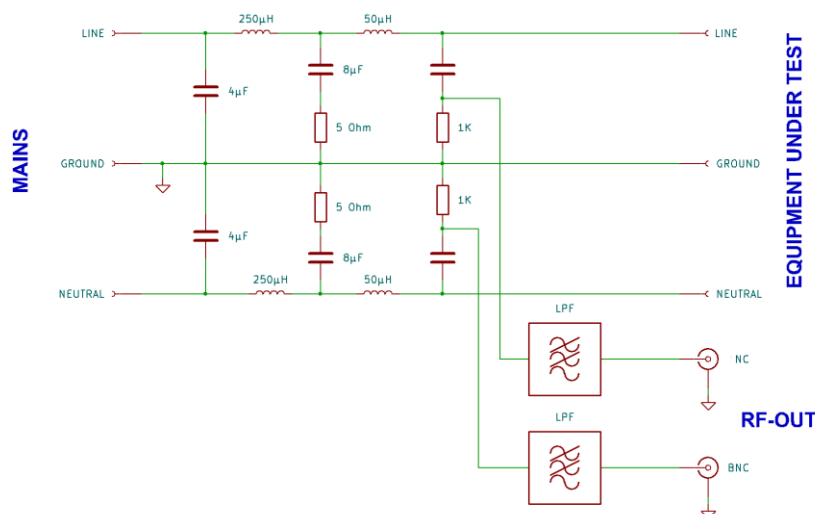 250µH
50µH
LINE
LINE
8µF
4µF
5 Ohm
1K
MAINS
EQUIPMENT UNDER TEST
GROUND
GROUND
5 Ohm
1K
4µF
8µF
250µH
50µH
NEUTRAL
NEUTRAL
LPF
NC
RF-OUT
LPF
BNC